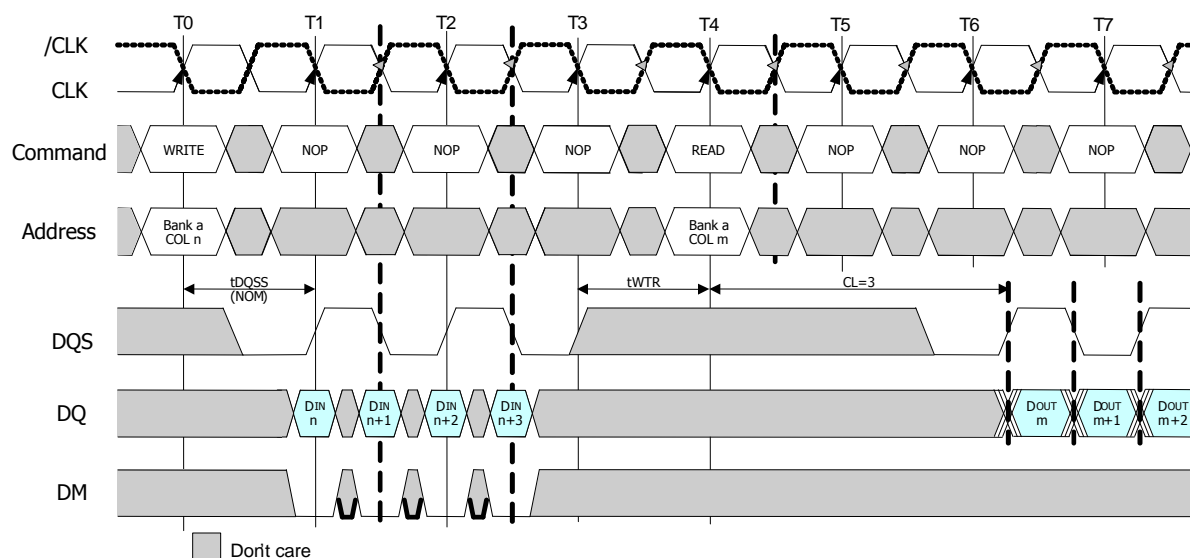 T0 T1 T2 T3 T4 T5 T6 T7
/CLK
CLK
Command WRITE NOP NOP NOP READ NOP NOP NOP
Address Bank a Bank a
COL n COL m
tDQSS tWTR CL=3
(NOM)
DQS
DQ DIN DIN DIN DIN DOUT DOUT DOUT
n n+1 n+2 n+3 m m+1 m+2
DM
Don't care